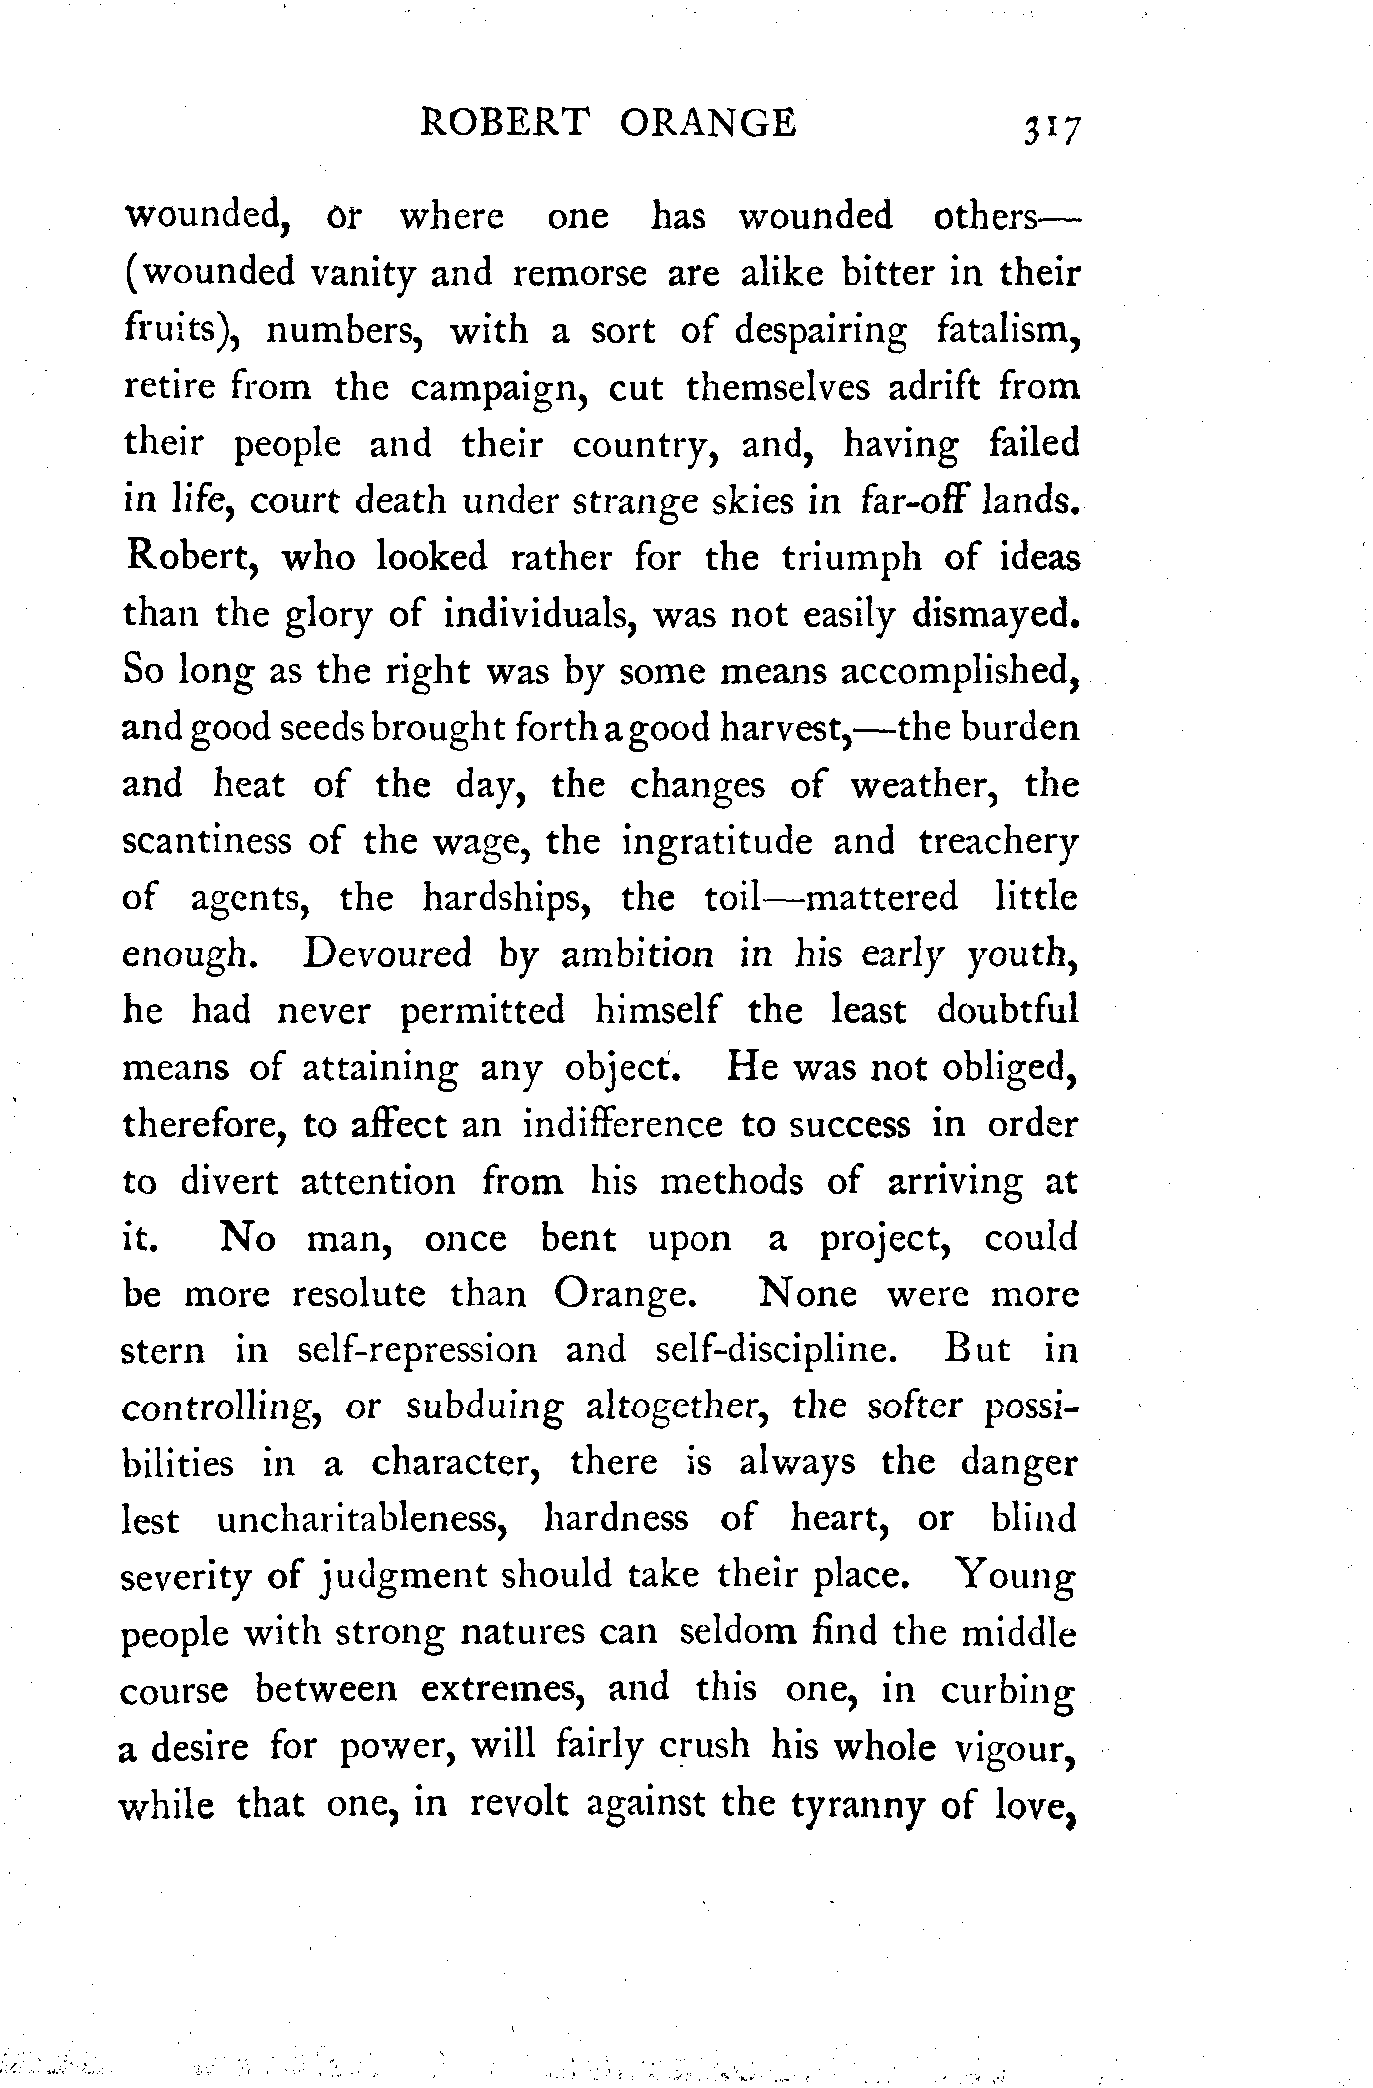 ROBERT ORANGE 317
wounded, or where one has wounded others—
(wounded vanity and remorse are alike bitter in their
fruits), numbers, with a sort of despairing fatalism,
retire from the campaign, cut themselves adrift from
their people and their country, and, having failed
in life, court death under strange skies in far-off lands.
Robert, who looked rather for the triumph of ideas
than the glory of individuals, was not easily dismayed.
So long as the right was by some means accomplished,
and good seeds brought forth a good harvest,—the burden
and heat of the day, the changes of weather, the
scantiness of the wage, the ingratitude and treachery
of agents, the hardships, the toil—mattered little
enough. Devoured by ambition in his early youth,
he had never permitted himself the least doubtful
means of attaining any object. He was not obliged,
therefore, to affect an indifference to success in order
to divert attention from his methods of arriving at
it. No man, once bent upon a project, could
be more resolute than Orange. None were more
stern in self-repression and self-discipline. But in
controlling, or subduing altogether, the softer possi-
bilities in a character, there is always the danger
lest uncharitableness, hardness of heart, or blind
severity of judgment should take their place. Young
people with strong natures can seldom find the middle
course between extremes, and this one, in curbing
a desire for power, will fairly crush his whole vigour,
while that one, in revolt against the tyranny of love,